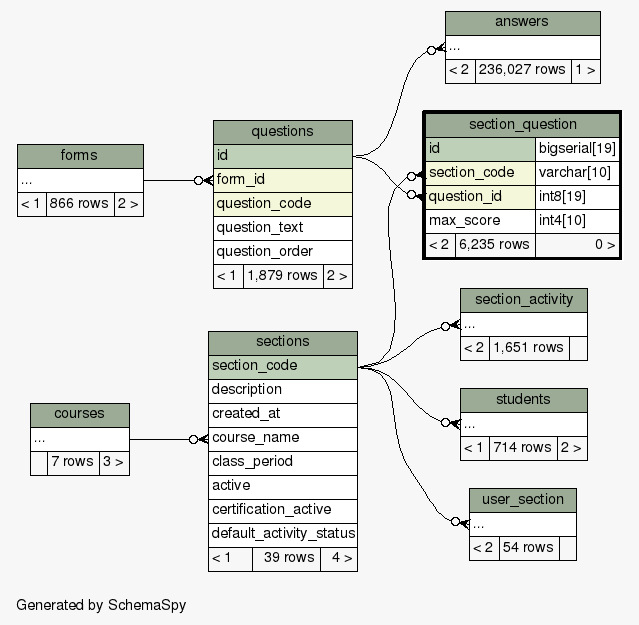 answers
...
< 2 236,027 rows 1 >
section_question
id bigserial[19]
section_code varchar[10]
question_id int8[19]
max_score int4[10]
< 2 6,235 rows 0 >
questions
id
form_id
question_code
question_text
question_order
< 1 1,879 rows 2 >
forms
...
< 1 866 rows 2 >
section_activity
...
< 2 1,651 rows
sections
section_code
description
created_at
course_name
class_period
active
certification_active
default_activity_status
< 1 39 rows 4 >
courses
...
7 rows 3 >
students
...
< 1 714 rows 2 >
user_section
...
< 2 54 rows
Generated by SchemaSpy